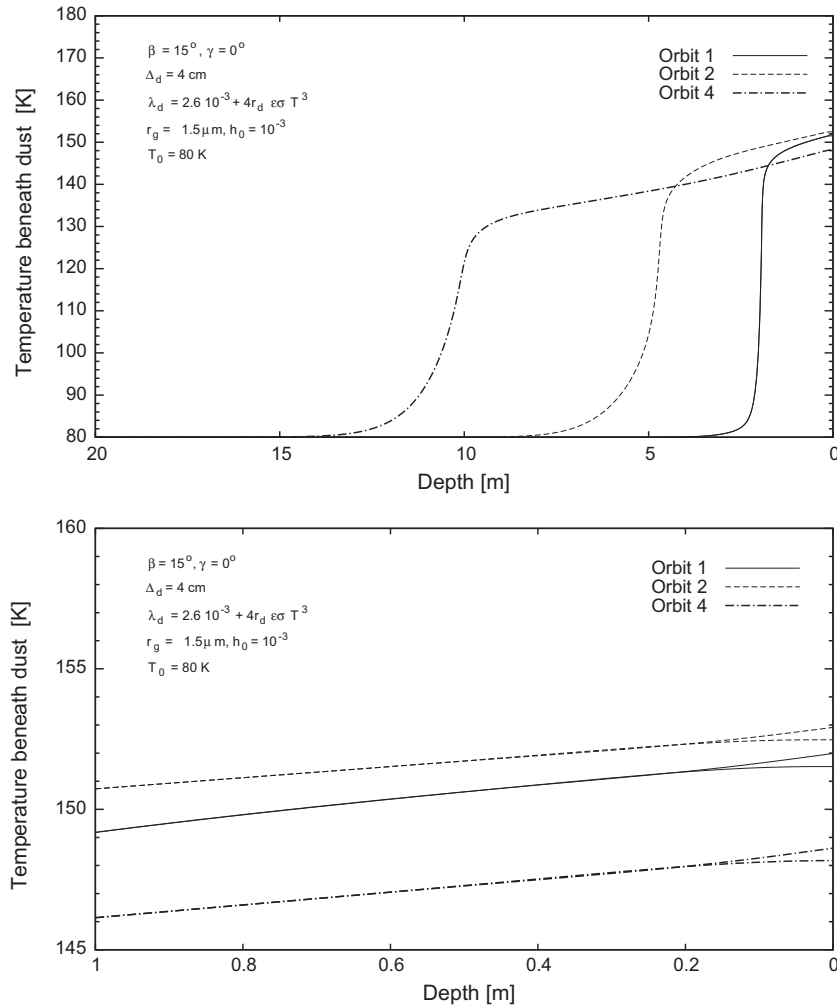 180
170
160
150
140
130
120
110
100
90
80
Temperature beneath dust [K]
β = 15°, γ = 0°
Δd = 4 cm
λd = 2.6 10⁻³ + 4rd εσ T³
rg = 1.5μm, h0 = 10⁻³
T0 = 80 K
Orbit 1
Orbit 2
Orbit 4
20 15 10 5 0
Depth [m]
160
155
150
145
Temperature beneath dust [K]
β = 15°, γ = 0°
Δd = 4 cm
λd = 2.6 10⁻³ + 4rd εσ T³
rg = 1.5μm, h0 = 10⁻³
T0 = 80 K
Orbit 1
Orbit 2
Orbit 4
1 0.8 0.6 0.4 0.2 0
Depth [m]